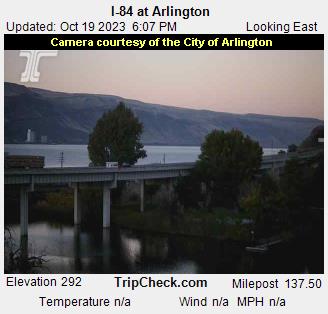 I-84 at Arlington
Updated: Oct 19 2023 6:07 PM Looking East
Camera courtesy of the City of Arlington
Elevation 292 TripCheck.com Milepost 137.50
Temperature n/a Wind n/a MPH n/a